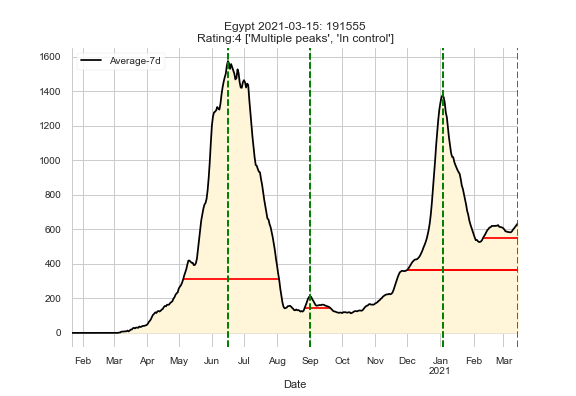 Egypt 2021-03-15: 191555
Rating:4 ['Multiple peaks', 'In control']
Average-7d
1600
1400
1200
1000
800
600
400
200
0
Feb Mar Apr May Jun Jul Aug Sep Oct Nov Dec Jan Feb Mar
2021
Date